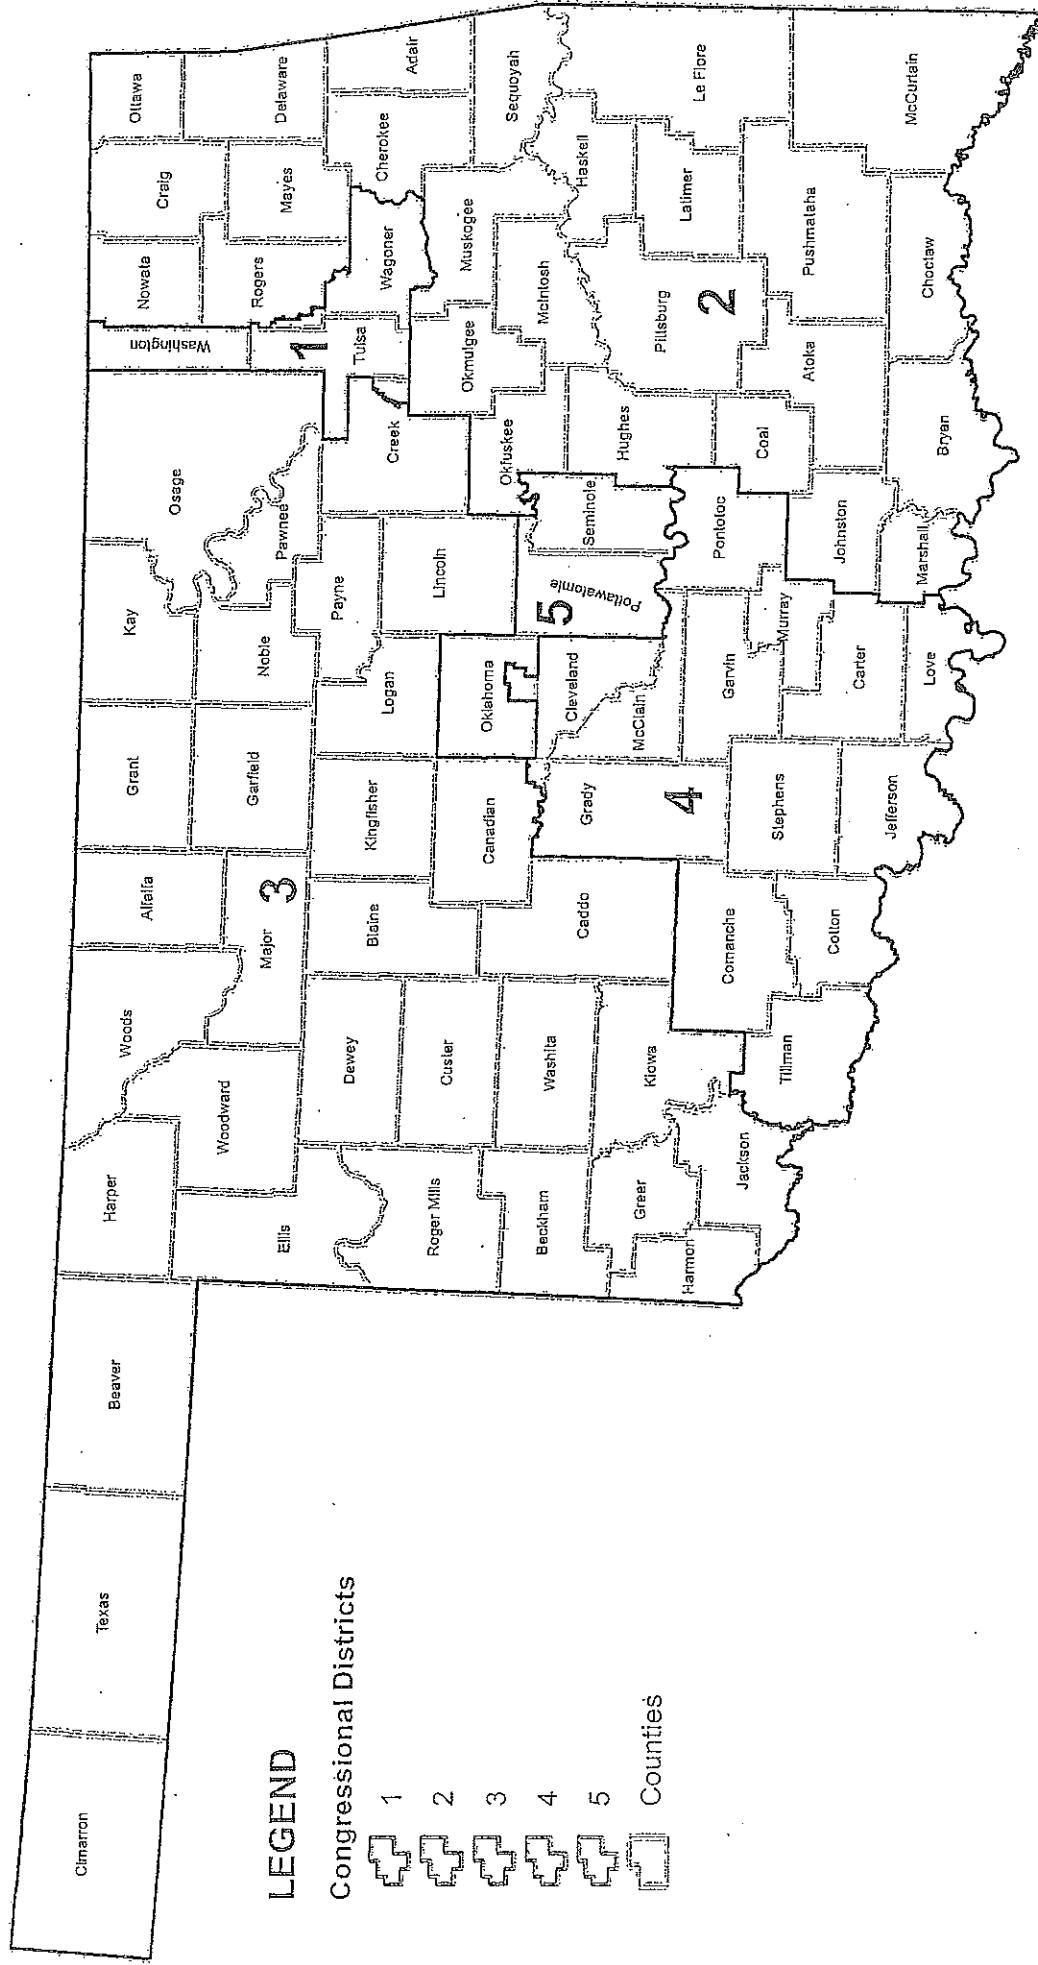 Cimarron
Texas
Beaver
Harper
Woods
Alfalfa
Grant
Kay
Osage
Washington
Nowata
Craig
Ottawa
Ellis
Woodward
Major
3
Garfield
Noble
Pawnee
1
Rogers
Mayes
Delaware
Roger Mills
Dewey
Custer
Blaine
Kingfisher
Logan
Payne
Lincoln
Creek
Tulsa
Wagoner
Cherokee
Adair
Beckham
Washita
Caddo
Canadian
Oklahoma
5
Pottawatomie
Seminole
Okfuskee
Okmulgee
Muskogee
McIntosh
Sequoyah
Haskell
Harmon
Greer
Kiowa
Jackson
Tillman
Comanche
Cotton
Grady
4
Stephens
Jefferson
Cleveland
McClain
Garvin
Murray
Carter
Love
Pontotoc
Johnston
Marshall
Hughes
Coal
Pittsburg
2
Atoka
Bryan
Latimer
Le Flore
Pushmataha
Choctaw
McCurtain
LEGEND
Congressional Districts
1
2
3
4
5
Counties